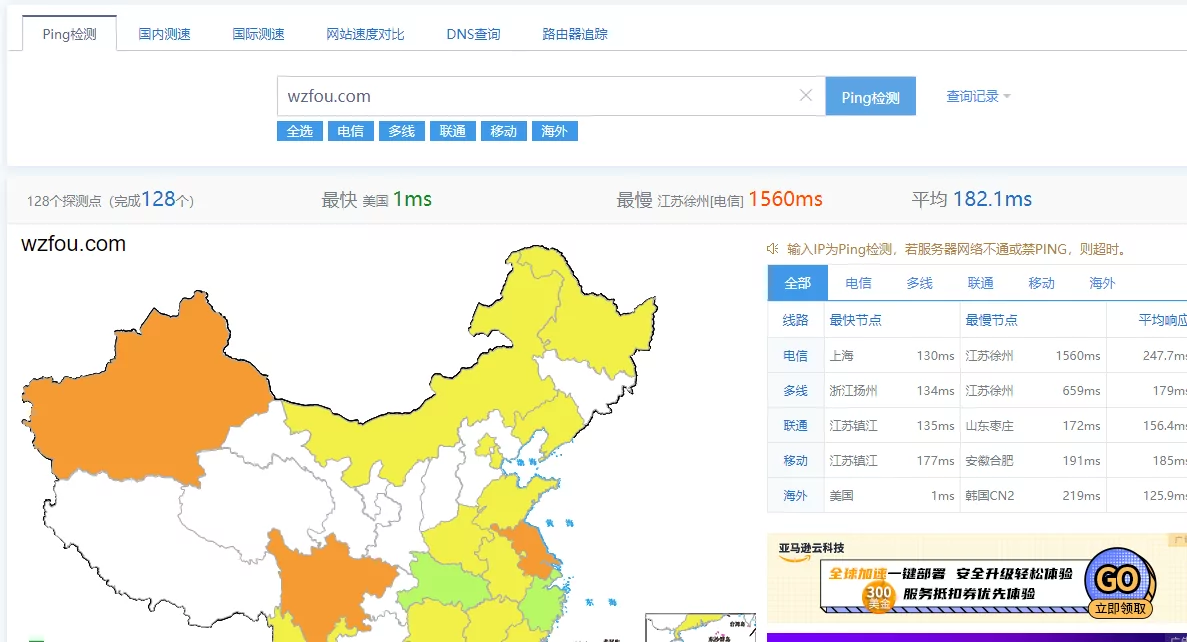 Ping检测 国内测速 国际测速 网站速度对比 DNS查询 路由器追踪
wzfou.com Ping检测 查询记录
全选 电信 多线 联通 移动 海外
128个探测点（完成128个） 最快 美国 1ms 最慢 江苏徐州[电信] 1560ms 平均 182.1ms
wzfou.com
输入IP为Ping检测，若服务器网络不通或禁PING，则超时。
全部 电信 多线 联通 移动 海外
线路 最快节点 最慢节点 平均响应
电信 上海 130ms 江苏徐州 1560ms 247.7ms
多线 浙江扬州 134ms 江苏徐州 659ms 179ms
联通 江苏镇江 135ms 山东枣庄 172ms 156.4ms
移动 江苏镇江 177ms 安徽合肥 191ms 185ms
海外 美国 1ms 韩国CN2 219ms 125.9ms
渤 海
黄 海
东 海
亚马逊云科技
全球加速一键部署 安全升级轻松体验
300美金 服务抵扣券优先体验
GO
立即领取